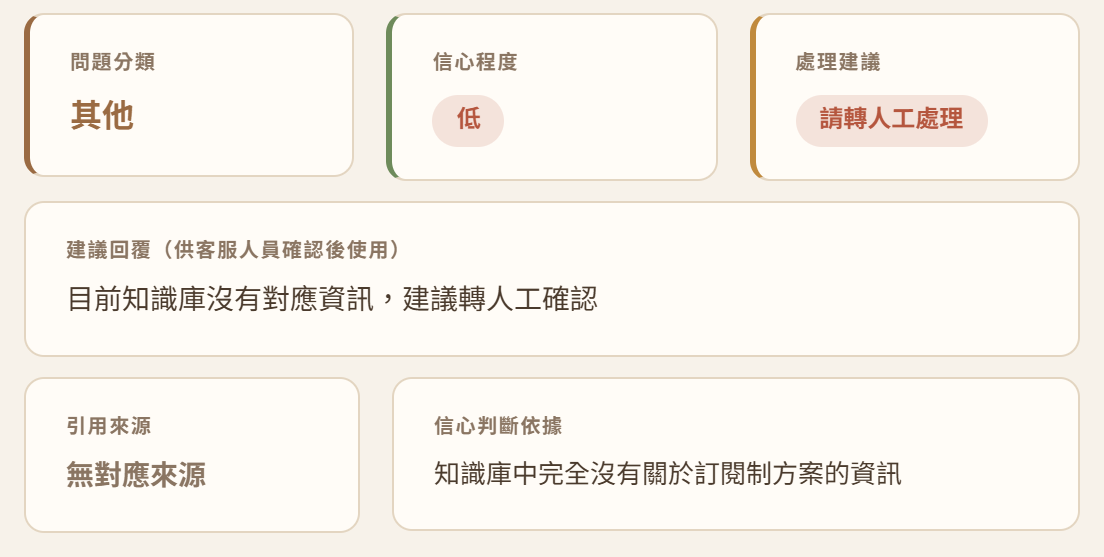 問題分類
其他
信心程度
低
處理建議
請轉人工處理
建議回覆（供客服人員確認後使用）
目前知識庫沒有對應資訊，建議轉人工確認
引用來源
無對應來源
信心判斷依據
知識庫中完全沒有關於訂閱制方案的資訊